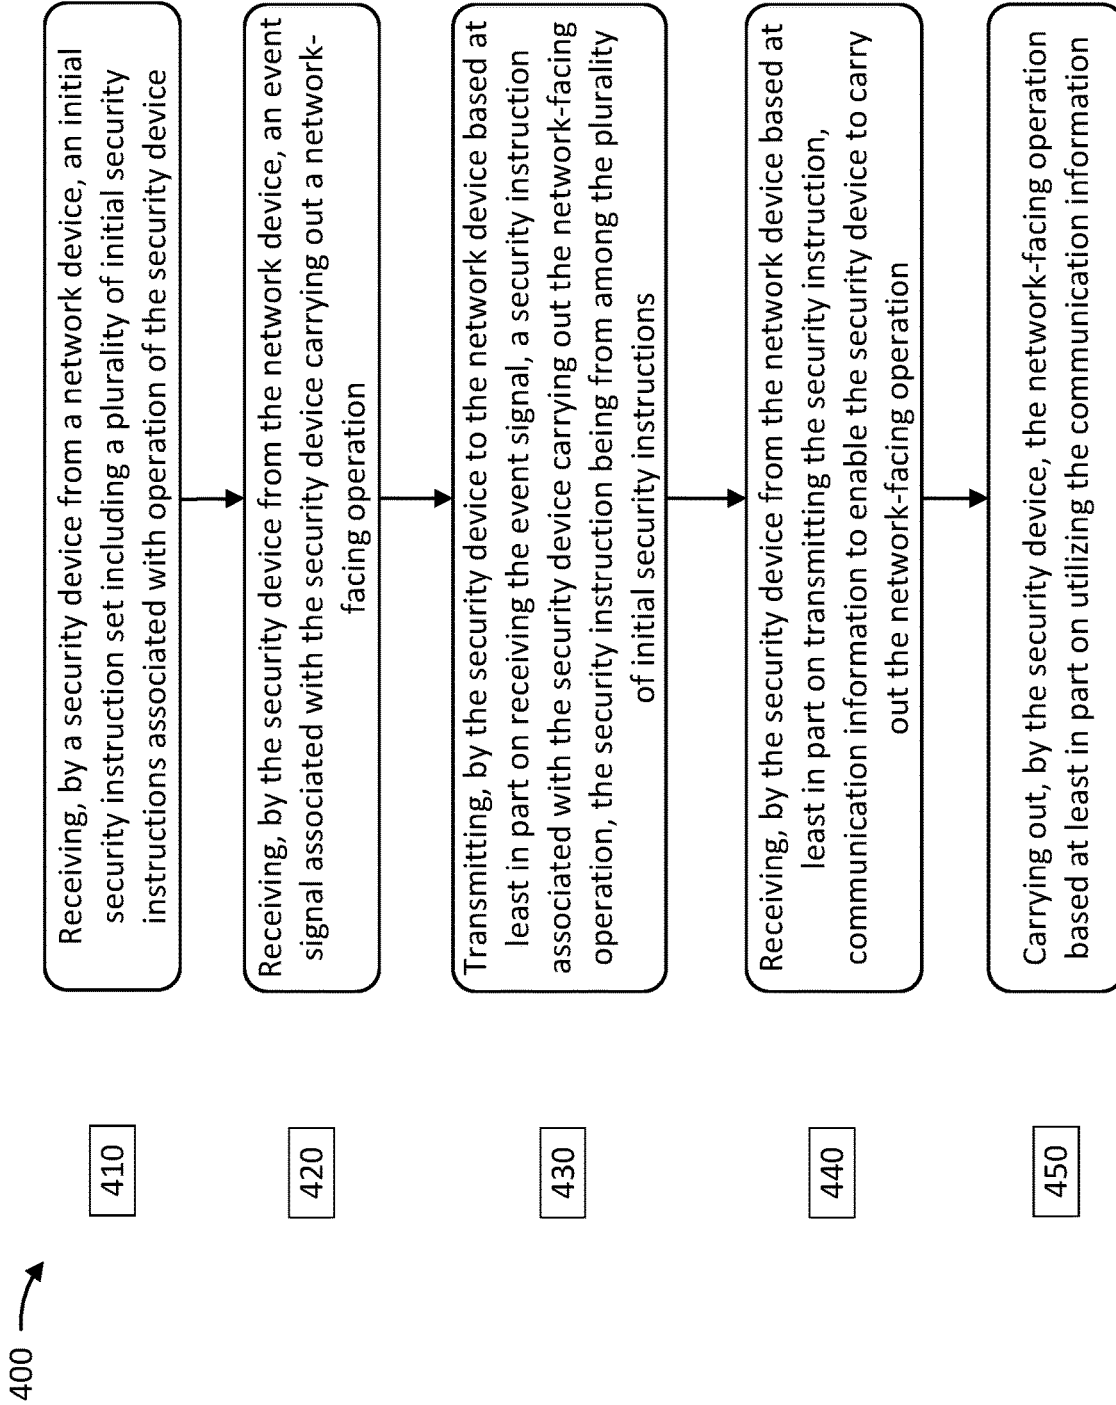 400
410
Receiving, by a security device from a network device, an initial
security instruction set including a plurality of initial security
instructions associated with operation of the security device
420
Receiving, by the security device from the network device, an event
signal associated with the security device carrying out a network-
facing operation
430
Transmitting, by the security device to the network device based at
least in part on receiving the event signal, a security instruction
associated with the security device carrying out the network-facing
operation, the security instruction being from among the plurality
of initial security instructions
440
Receiving, by the security device from the network device based at
least in part on transmitting the security instruction,
communication information to enable the security device to carry
out the network-facing operation
450
Carrying out, by the security device, the network-facing operation
based at least in part on utilizing the communication information